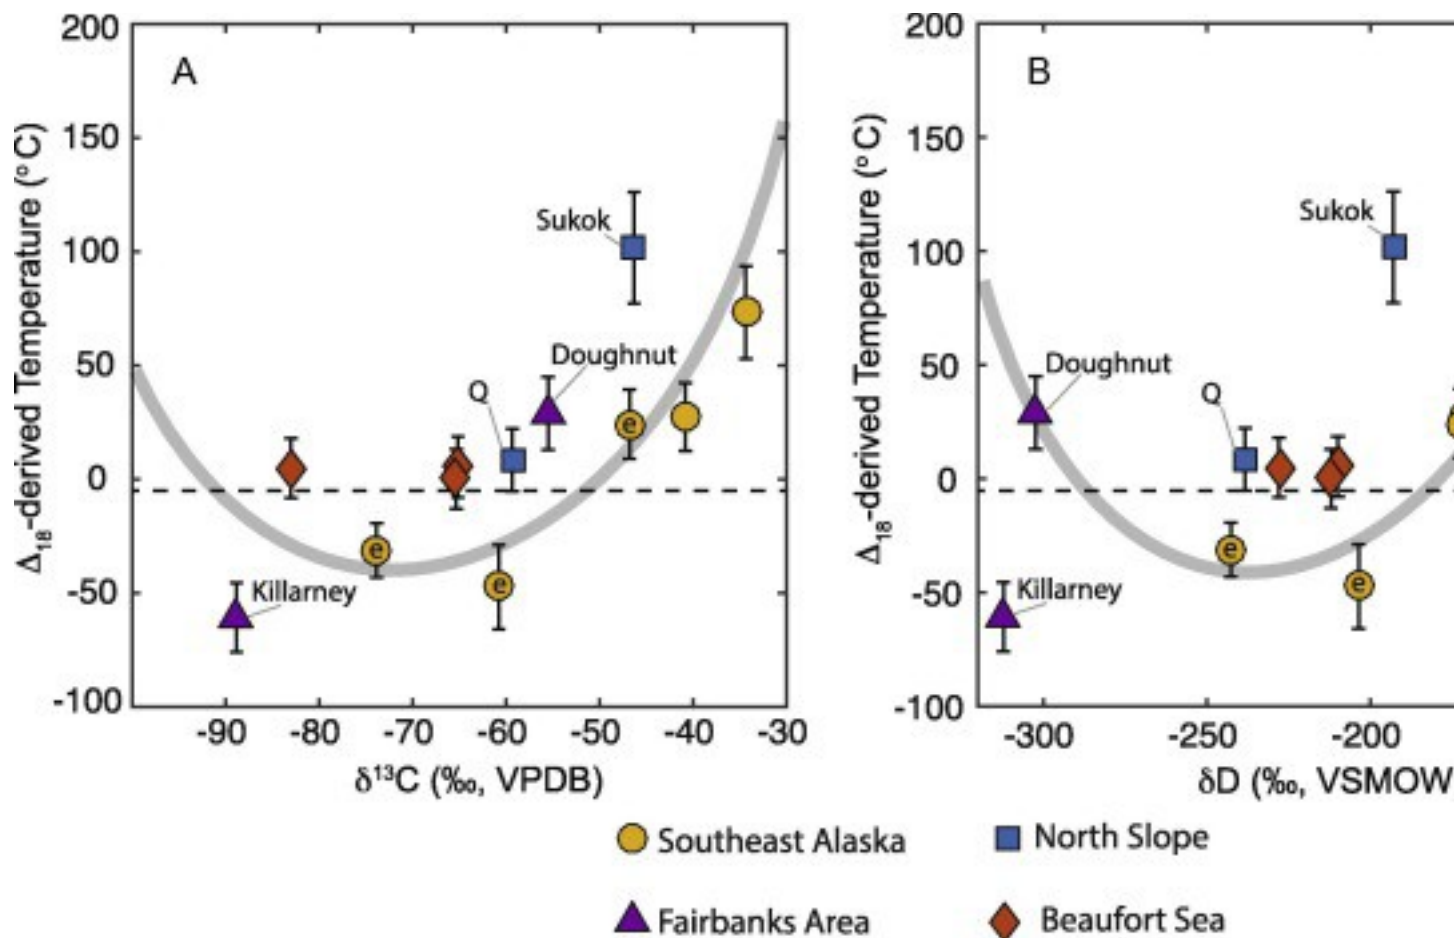 A
200
150
100
50
0
-50
-100
Δ18-derived Temperature (°C)
Sukok
Doughnut
Q
e
e
e
Killarney
-90 -80 -70 -60 -50 -40 -30
δ¹³C (‰, VPDB)
B
200
150
100
50
0
-50
-100
Δ18-derived Temperature (°C)
Sukok
Doughnut
Q
e
e
Killarney
-300 -250 -200
δD (‰, VSMOW
Southeast Alaska
North Slope
Fairbanks Area
Beaufort Sea